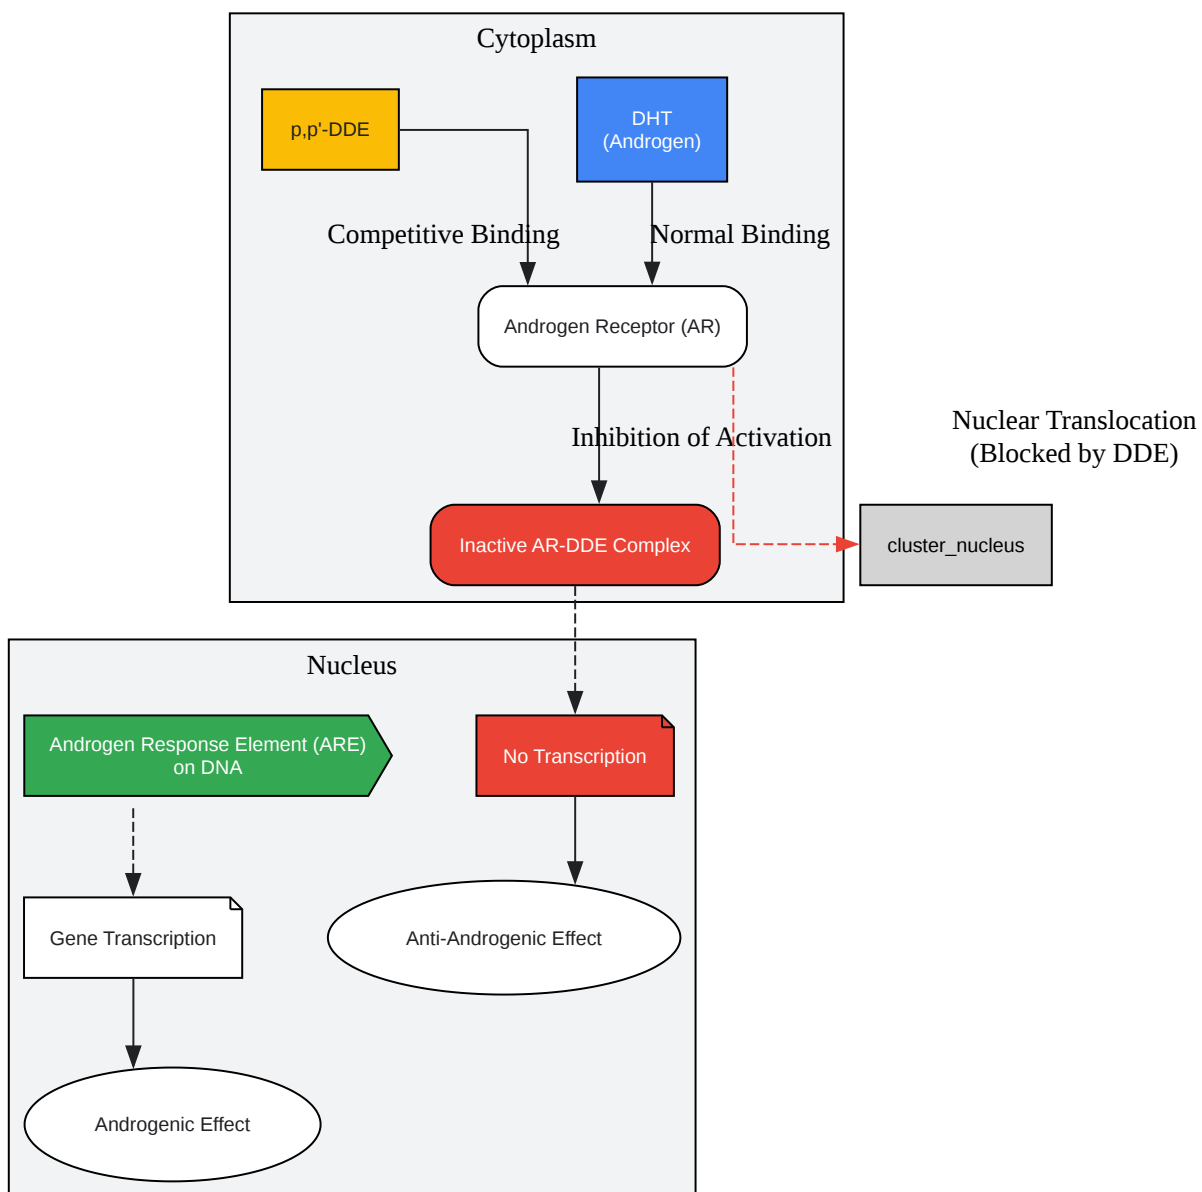 Cytoplasm
p,p'-DDE
DHT
(Androgen)
Competitive Binding
Normal Binding
Androgen Receptor (AR)
Inhibition of Activation
Nuclear Translocation
(Blocked by DDE)
Inactive AR-DDE Complex
cluster_nucleus
Nucleus
Androgen Response Element (ARE)
on DNA
No Transcription
Gene Transcription
Anti-Androgenic Effect
Androgenic Effect